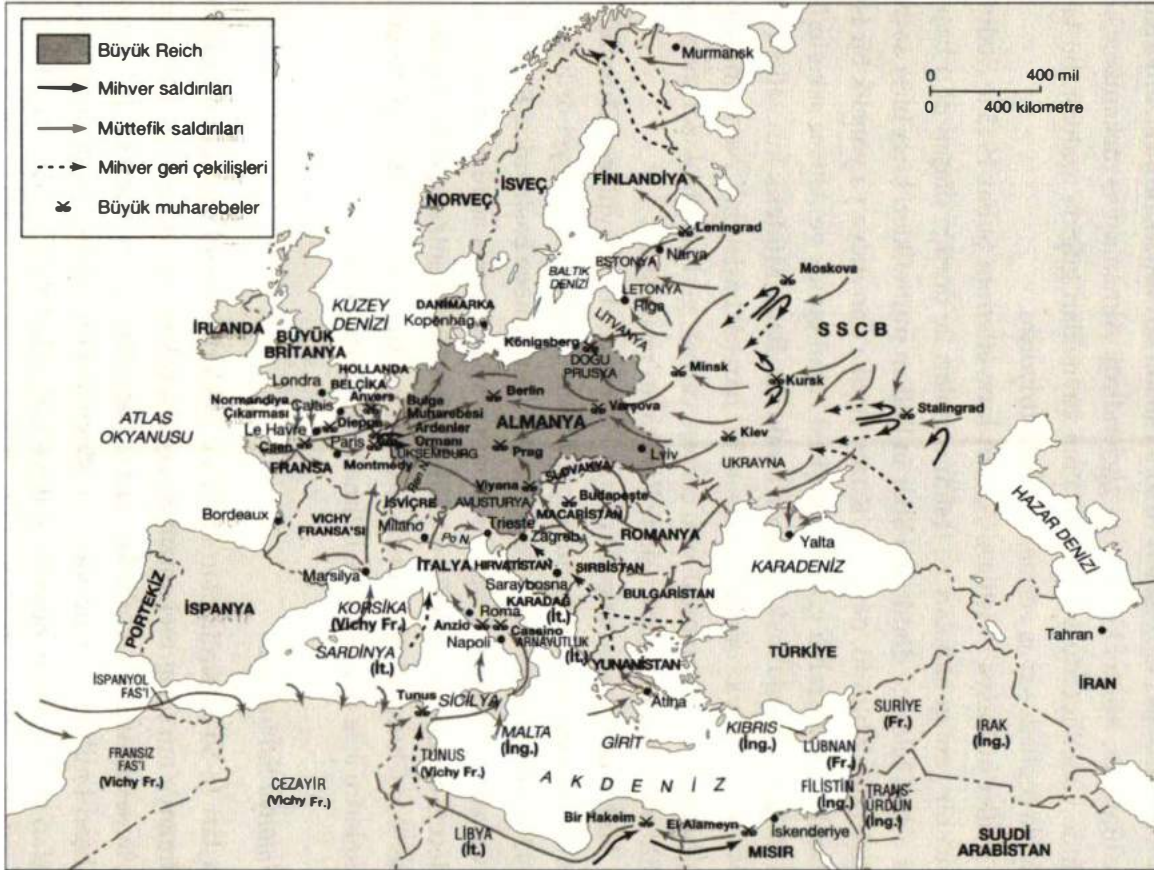 Büyük Reich
Mihver saldırıları
Müttefik saldırıları
Mihver geri çekilişleri
Büyük muharebeler
0 400 mil
0 400 kilometre
Murmansk
NORVEÇ
İSVEÇ
FİNLANDİYA
Leningrad
Narva
ESTONYA
BALTIK
DENİZİ
LETONYA
Riga
LİTVANYA
Moskova
SSCB
KUZEY
DENİZİ
DANİMARKA
Kopenhag
İRLANDA
BÜYÜK
BRİTANYA
Königsberg
DOĞU
PRUSYA
Minsk
Kursk
HOLLANDA
Londra
BELÇİKA
Anvers
Normandiya
Çıkarması
Calais
Bulge
Muharebesi
Berlin
Varşova
Stalingrad
ATLAS
OKYANUSU
Le Havre
Dieppe
Ardenler
Ormanı
ALMANYA
Caen
Paris
LÜKSEMBURG
Prag
Kiev
Lviv
UKRAYNA
FRANSA
Montmedy
Ren N.
SLOVAKYA
Viyana
AVUSTURYA
Budapeşte
MACARİSTAN
İSVİÇRE
Bordeaux
VICHY
FRANSA'SI
Milano
Trieste
Zagreb
ROMANYA
Po N.
Yalta
HAZAR DENİZİ
KARADENİZ
Marsilya
İTALYA
HIRVATİSTAN
SIRBİSTAN
Saraybosna
BULGARİSTAN
PORTEKİZ
İSPANYA
KORSİKA
(Vichy Fr.)
Roma
KARADAĞ
(İt.)
Anzio
Cassino
Napoli
ARNAVUTLUK
(İt.)
SARDİNYA
(İt.)
YUNANİSTAN
TÜRKİYE
Tahran
İRAN
İSPANYOL
FAS'I
Tunus
SİCİLYA
Atina
SURİYE
(Fr.)
IRAK
(İng.)
MALTA
(İng.)
GİRİT
KIBRIS
(İng.)
LÜBNAN
(Fr.)
FRANSIZ
FAS'I
(Vichy Fr.)
CEZAYİR
(Vichy Fr.)
TUNUS
(Vichy Fr.)
AKDENİZ
FİLİSTİN
(İng.)
TRANS-
ÜRDÜN
(İng.)
Bir Hakeim
El Alameyn
İskenderiye
LİBYA
(İt.)
MISIR
SUUDİ
ARABİSTAN